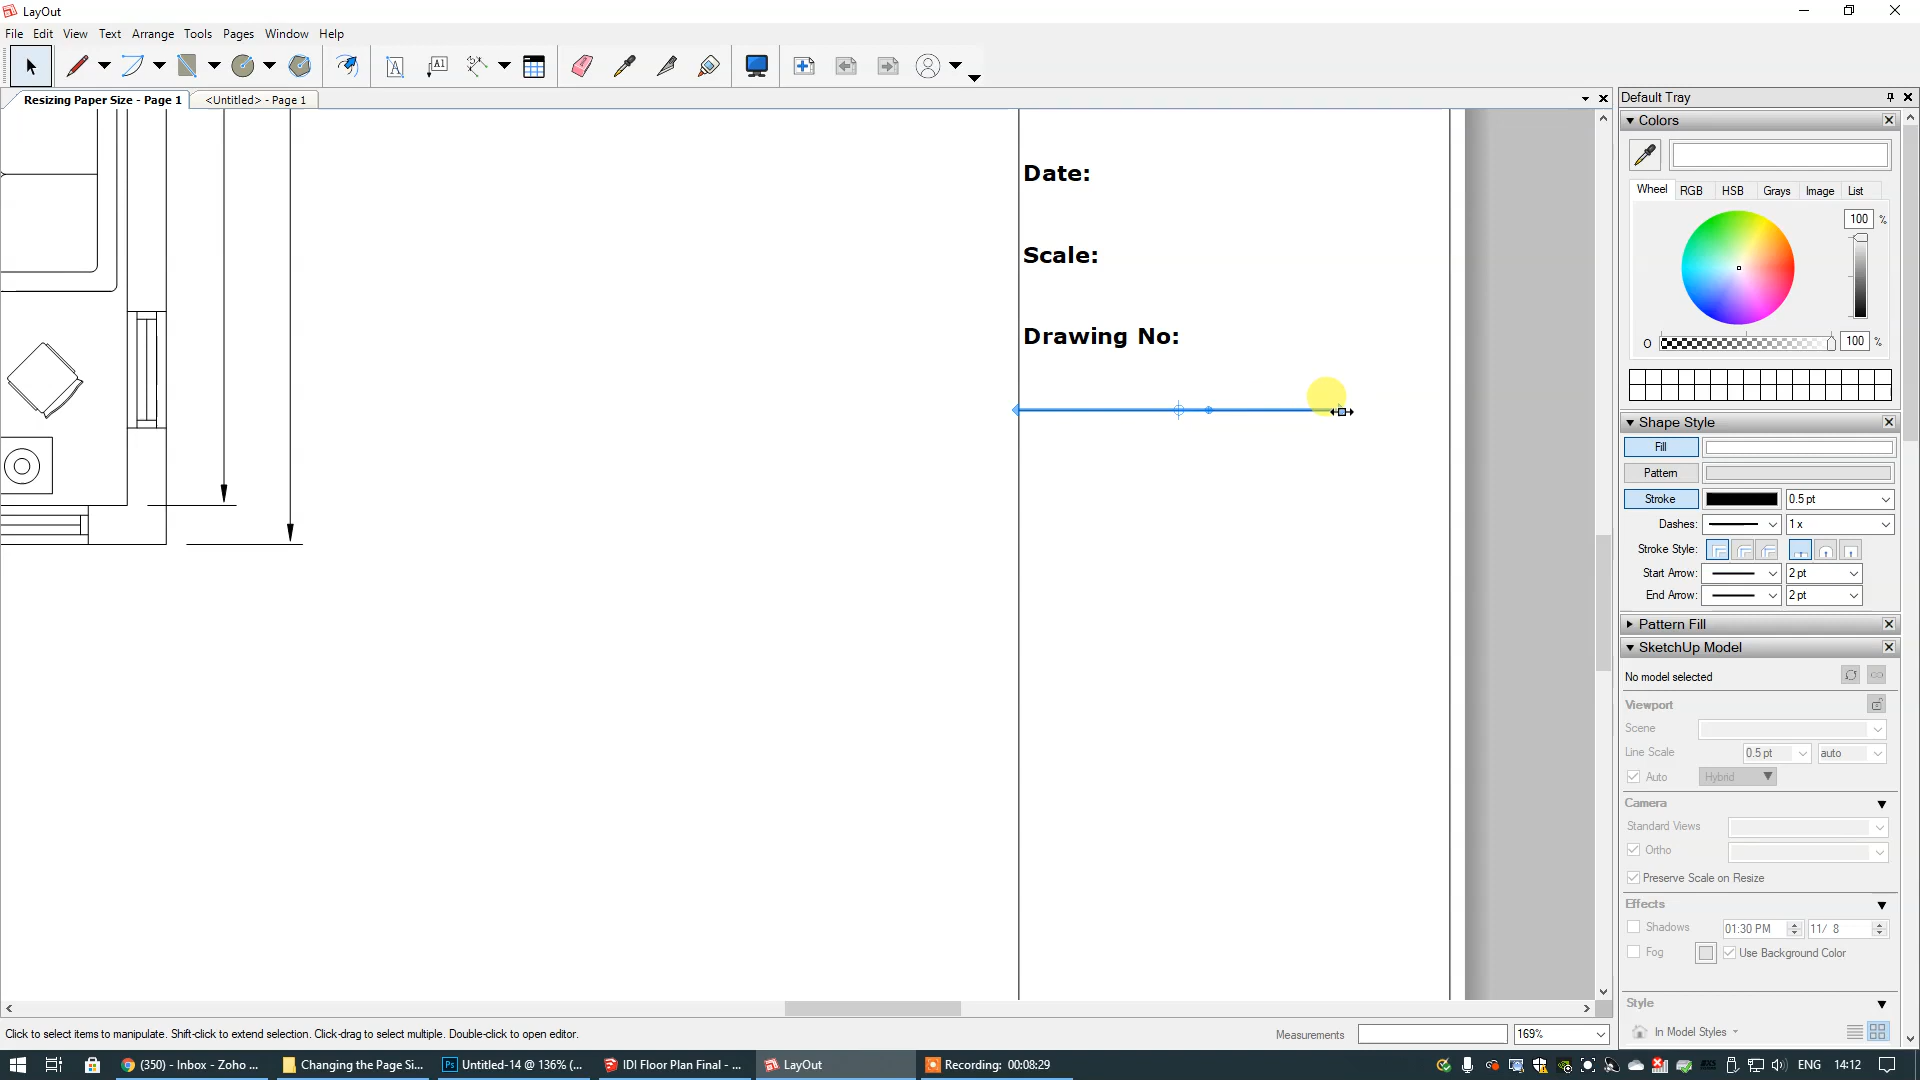 LayOut
File Edit View Text Arrange Tools Pages Window Help
A A1
Resizing Paper Size - Page 1 <Untitled> - Page 1
Default Tray
Colors
Wheel RGB HSB Grays Image List
100 %
O 100 %
Date:
Scale:
Drawing No:
Shape Style
Fill
Pattern
Stroke 0.5 pt
Dashes: 1 x
Stroke Style:
Start Arrow: 2 pt
End Arrow: 2 pt
Pattern Fill
SketchUp Model
No model selected
Viewport
Scene
Line Scale 0.5 pt auto
Auto Hybrid
Camera
Standard Views
Ortho
Preserve Scale on Resize
Effects
Shadows 01:30 PM 11/ 8
Fog Use Background Color
Style
In Model Styles
Click to select items to manipulate. Shift-click to extend selection. Click-drag to select multiple. Double-click to open editor.
Measurements 169%
(350) - Inbox - Zoho ... Changing the Page Si... Untitled-14 @ 136% (... IDI Floor Plan Final - ... LayOut Recording: 00:08:29 ENG 14:12